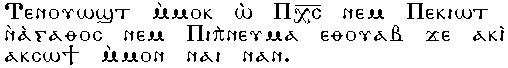 Ⲧⲉⲛⲟⲩⲱϣⲧ ⲙ̀ⲙⲟⲕ ⲱ̀ Ⲡⲭ̅ⲥ̅ ⲛⲉⲙ Ⲡⲉⲕⲓⲱⲧ
ⲛ̀ⲁ̀ⲅⲁⲑⲟⲥ ⲛⲉⲙ Ⲡⲓⲡ̀ⲛⲉⲩⲙⲁ ⲉⲑⲟⲩⲁⲃ ϫⲉ ⲁⲕⲓ̀
ⲁⲕⲥⲱϯ ⲙ̀ⲙⲟⲛ ⲛⲁⲓ ⲛⲁⲛ.